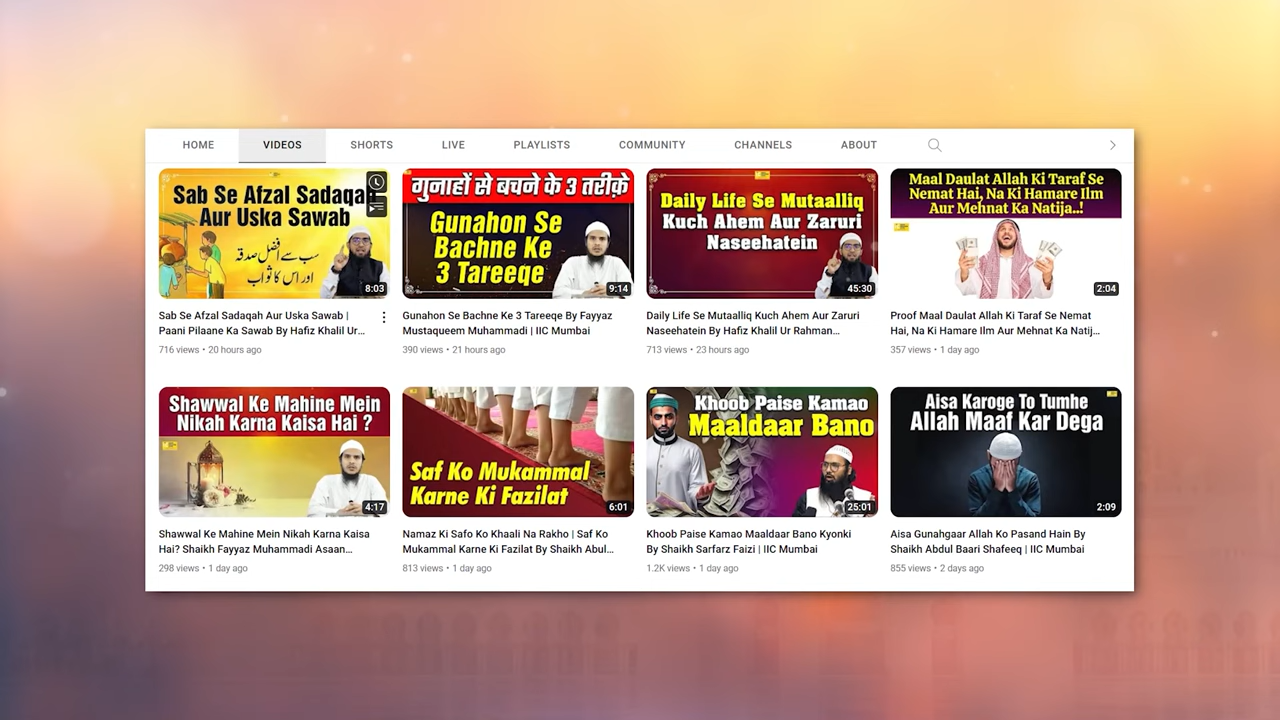 HOME VIDEOS SHORTS LIVE PLAYLISTS COMMUNITY CHANNELS ABOUT
Sab Se Afzal Sadaqah
Aur Uska Sawab
سب سے افضل صدقہ
اور اس کا ثواب
8:03
Sab Se Afzal Sadaqah Aur Uska Sawab |
Paani Pilaane Ka Sawab By Hafiz Khalil Ur...
716 views • 20 hours ago
गुनाहों से बचने के 3 तरीक़े
Gunahon Se
Bachne Ke
3 Tareeqe
9:14
Gunahon Se Bachne Ke 3 Tareeqe By Fayyaz
Mustaqueem Muhammadi | IIC Mumbai
390 views • 21 hours ago
Daily Life Se Mutaalliq
Kuch Ahem Aur Zaruri
Naseehatein
45:30
Daily Life Se Mutaalliq Kuch Ahem Aur Zaruri
Naseehatein By Hafiz Khalil Ur Rahman...
713 views • 23 hours ago
Maal Daulat Allah Ki Taraf Se
Nemat Hai, Na Ki Hamare Ilm
Aur Mehnat Ka Natija..!
2:04
Proof Maal Daulat Allah Ki Taraf Se Nemat
Hai, Na Ki Hamare Ilm Aur Mehnat Ka Natij...
357 views • 1 day ago
Shawwal Ke Mahine Mein
Nikah Karna Kaisa Hai ?
4:17
Shawwal Ke Mahine Mein Nikah Karna Kaisa
Hai? Shaikh Fayyaz Muhammadi Asaan...
298 views • 1 day ago
Saf Ko Mukammal
Karne Ki Fazilat
6:01
Namaz Ki Safo Ko Khaali Na Rakho | Saf Ko
Mukammal Karne Ki Fazilat By Shaikh Abul...
813 views • 1 day ago
Khoob Paise Kamao
Maaldaar Bano
25:01
Khoob Paise Kamao Maaldaar Bano Kyonki
By Shaikh Sarfarz Faizi | IIC Mumbai
1.2K views • 1 day ago
Aisa Karoge To Tumhe
Allah Maaf Kar Dega
2:09
Aisa Gunahgaar Allah Ko Pasand Hain By
Shaikh Abdul Baari Shafeeq | IIC Mumbai
855 views • 2 days ago